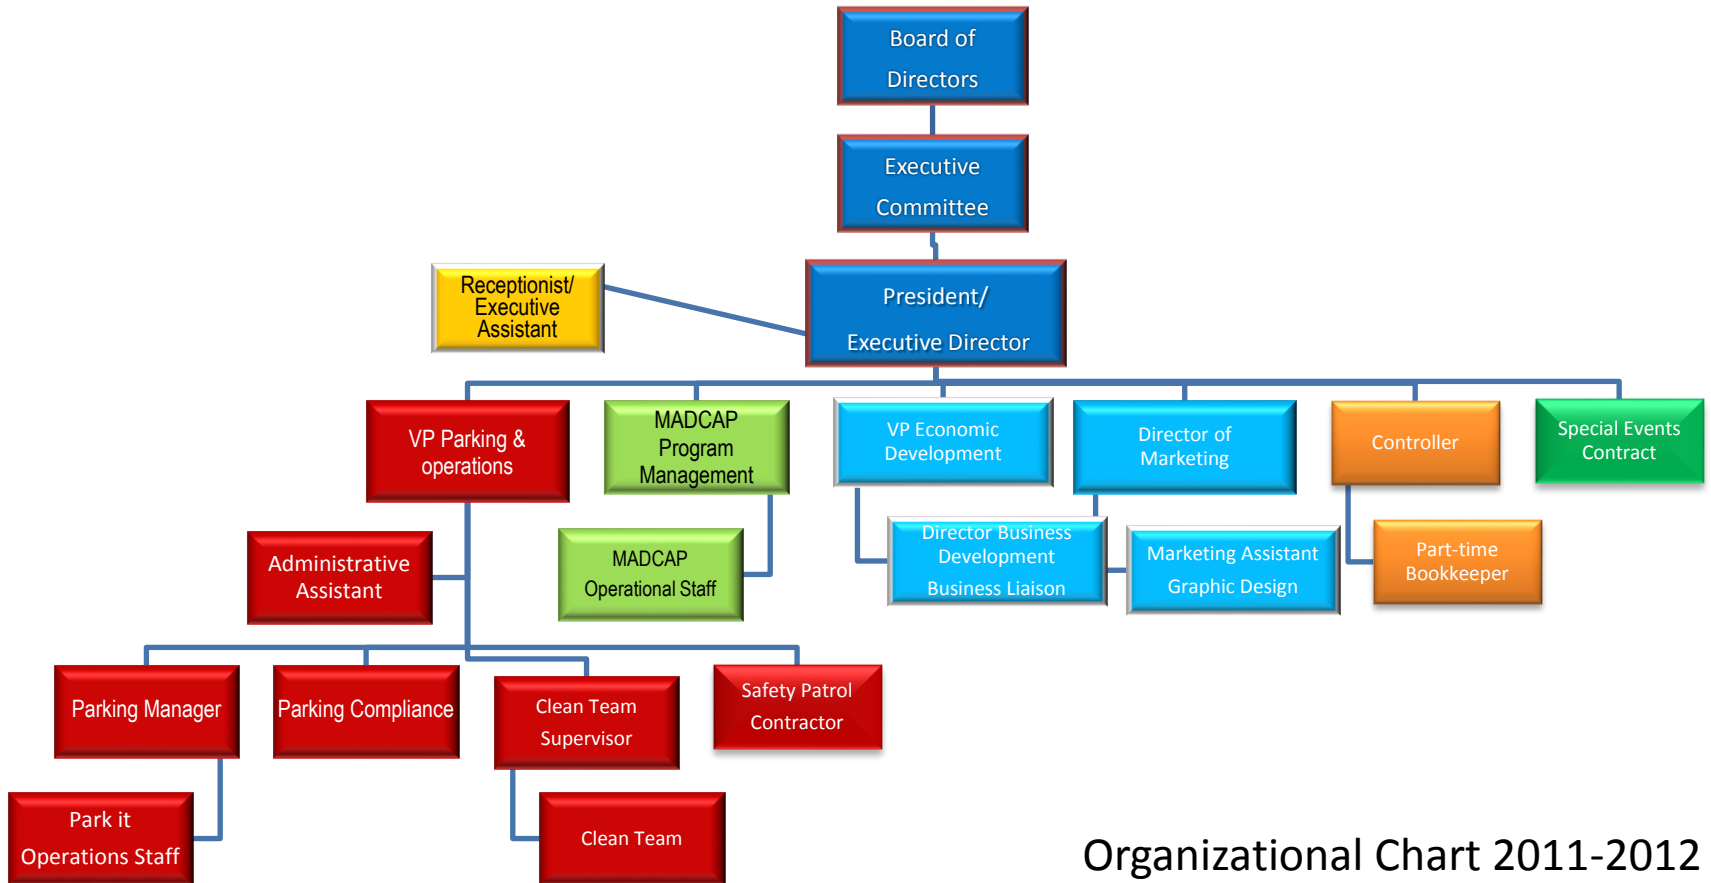 Board of
Directors
Executive
Committee
Receptionist/
Executive
Assistant
President/
Executive Director
VP Parking &
operations
MADCAP
Program
Management
VP Economic
Development
Director of
Marketing
Controller
Special Events
Contract
Administrative
Assistant
MADCAP
Operational Staff
Director Business
Development
Business Liaison
Marketing Assistant
Graphic Design
Part-time
Bookkeeper
Parking Manager
Parking Compliance
Clean Team
Supervisor
Safety Patrol
Contractor
Park it
Operations Staff
Clean Team
Organizational Chart 2011-2012